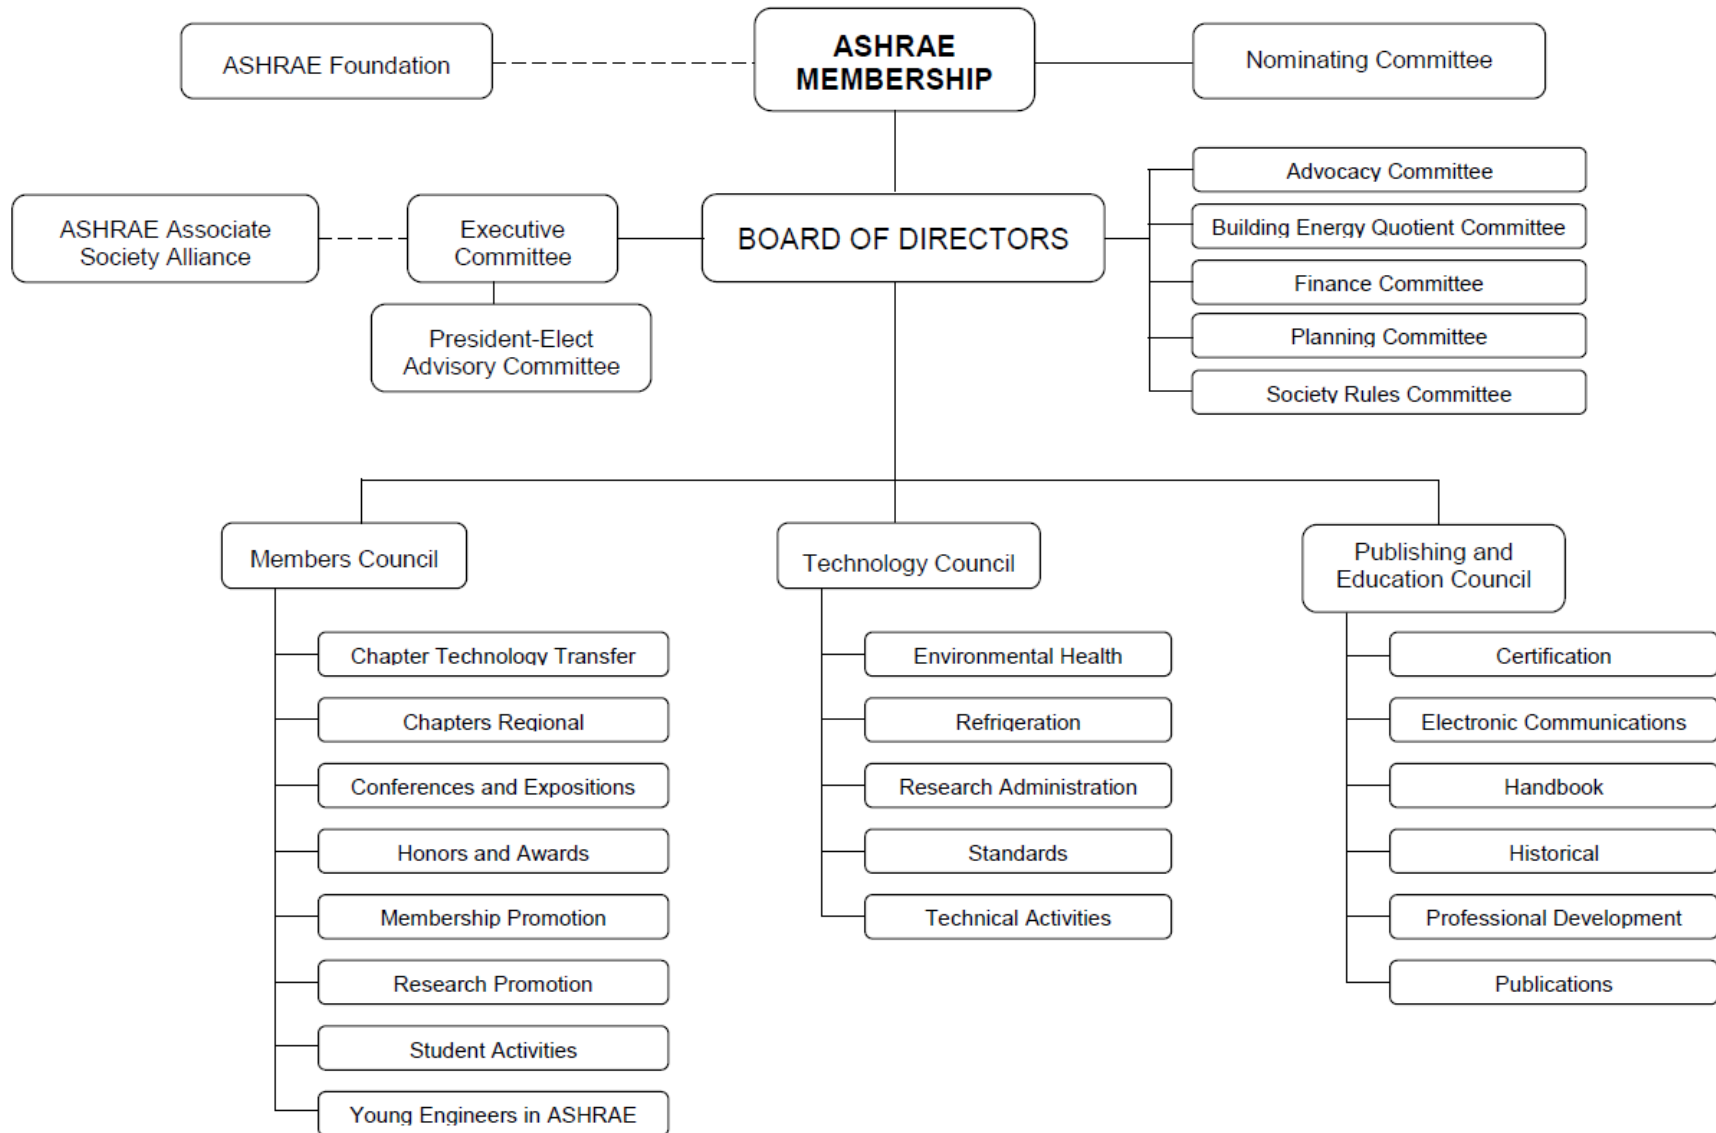 ASHRAE Foundation
ASHRAE
MEMBERSHIP
Nominating Committee
ASHRAE Associate
Society Alliance
Executive
Committee
BOARD OF DIRECTORS
President-Elect
Advisory Committee
Advocacy Committee
Building Energy Quotient Committee
Finance Committee
Planning Committee
Society Rules Committee
Members Council
Chapter Technology Transfer
Chapters Regional
Conferences and Expositions
Honors and Awards
Membership Promotion
Research Promotion
Student Activities
Young Engineers in ASHRAE
Technology Council
Environmental Health
Refrigeration
Research Administration
Standards
Technical Activities
Publishing and
Education Council
Certification
Electronic Communications
Handbook
Historical
Professional Development
Publications